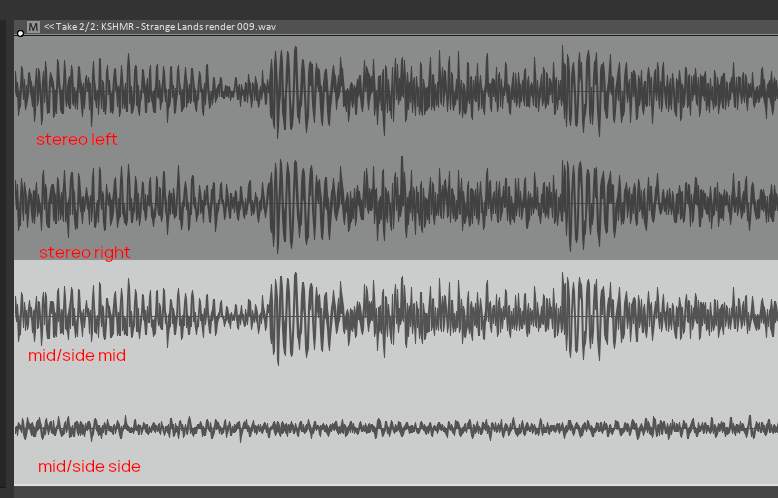 M << Take 2/2: KSHMR - Strange Lands render 009.wav
stereo left
stereo right
mid/side mid
mid/side side